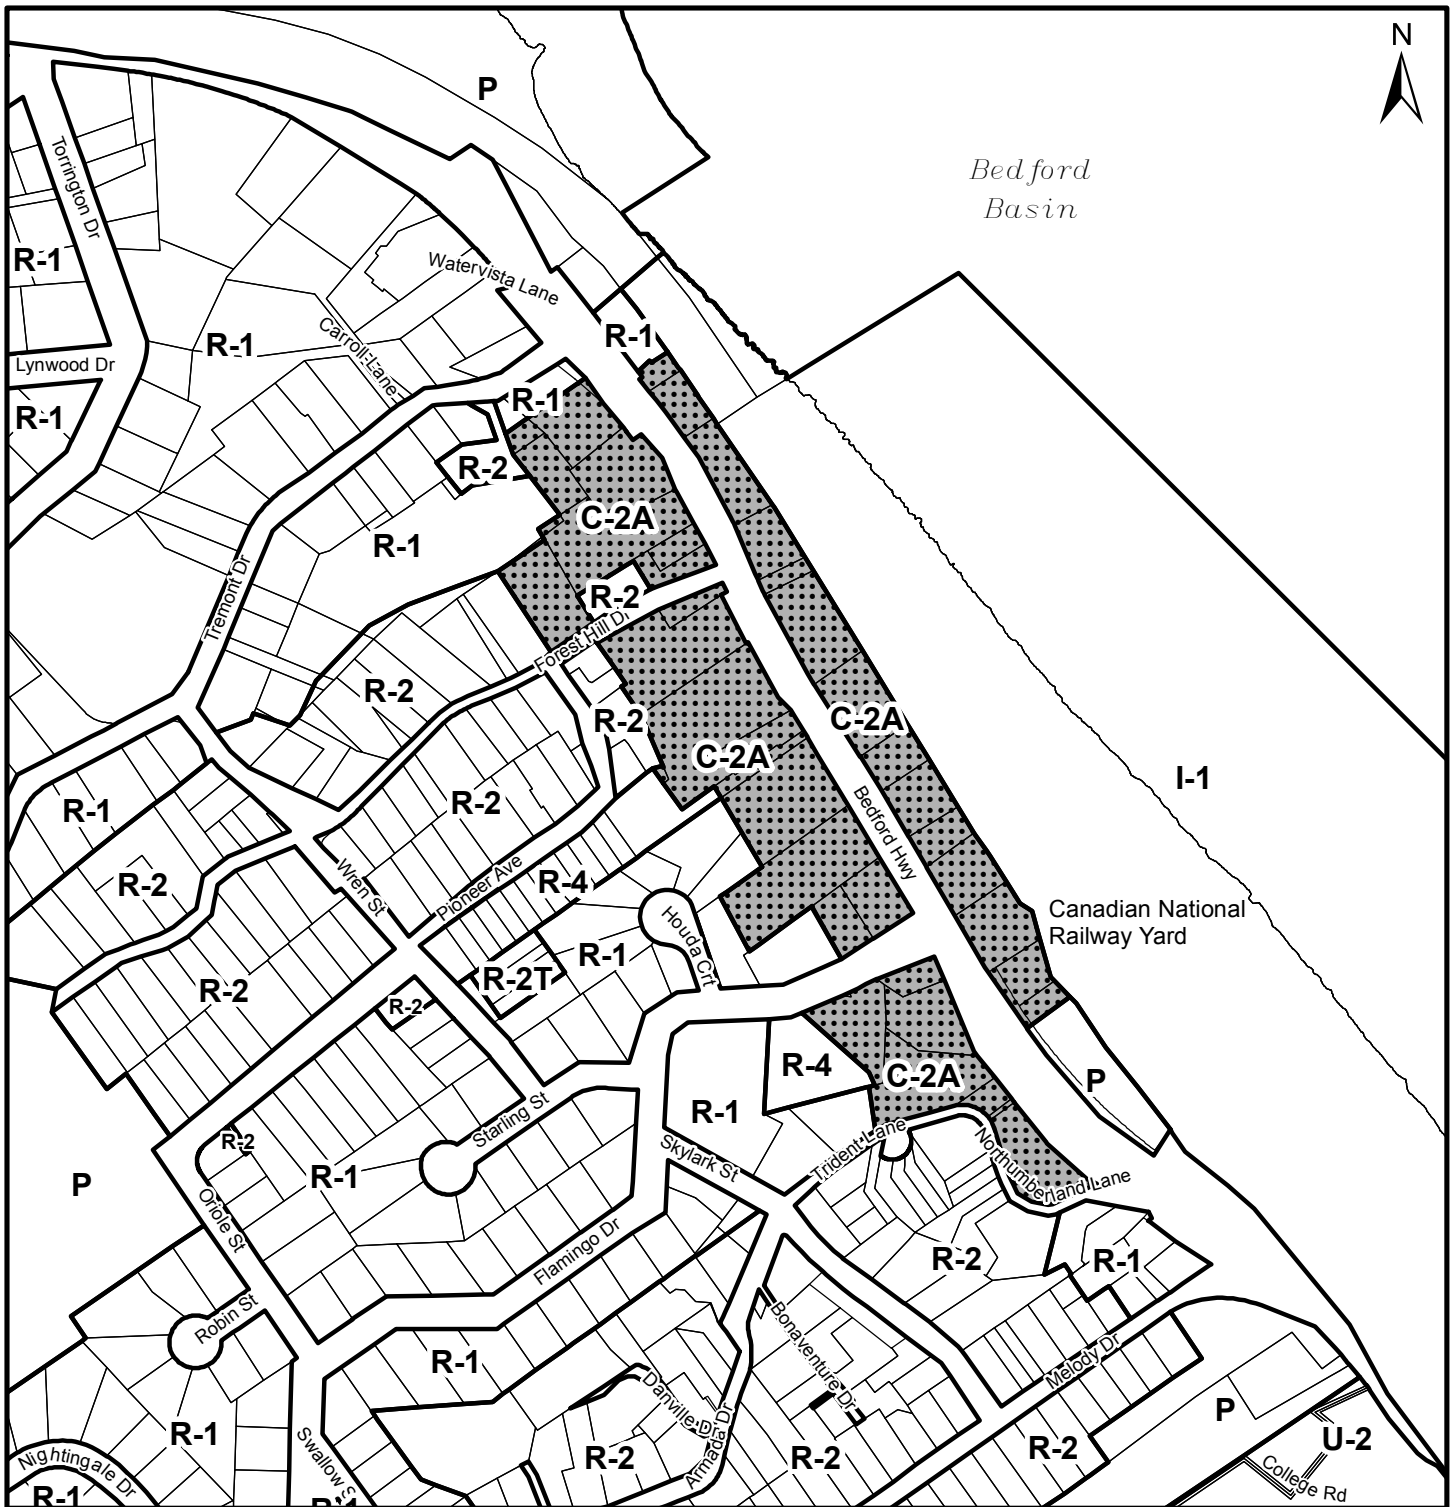 N
P
Bedford
Basin
Torrington Dr
R-1
Watervista Lane
R-1
Carroll Lane
R-1
Lynwood Dr
R-1
R-1
R-2
C-2A
R-1
R-2
Tremont Dr
Forest Hill Dr
R-2
R-2
C-2A
C-2A
I-1
R-1
R-2
Bedford Hwy
R-2
Wren St
Pioneer Ave
R-4
Canadian National
Railway Yard
Houda Crt
R-1
R-2T
R-2
R-2
R-4
C-2A
P
R-1
Starling St
R-2
Skylark St
Trident Lane
Northumberland Lane
P
R-1
Oriole St
Flamingo Dr
R-2
R-1
Robin St
Bonaventure Dr
R-1
Melody Dr
Danville Dr
Armada Dr
P
R-1
Swallow S
R-2
R-2
R-2
U-2
Nightingale Dr
College Rd
R-1
R-1